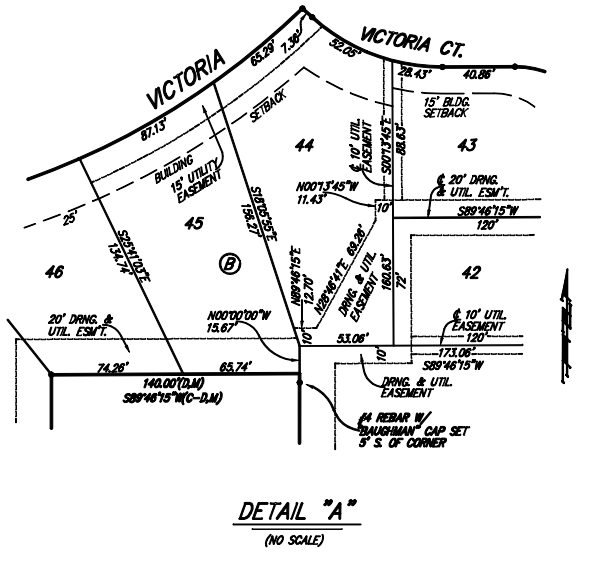 VICTORIA
VICTORIA CT.
65.29'
7.36'
52.05'
28.43'
40.86'
87.13'
SETBACK
BUILDING
15' UTILITY
EASEMENT
15' BLDG.
SETBACK
44
43
℄ 10' UTIL.
EASEMENT
S00°13'45"E
88.63'
25'
45
46
B
S25°41'03"E
134.74'
S18°05'55"E
156.27'
N00°13'45"W
11.43'
10'
℄ 20' DRNG.
& UTIL. ESM'T.
S89°46'15"W
120'
N89°46'15"E
12.70'
N28°46'41"E 69.26'
DRNG. & UTIL.
EASEMENT
160.63'
72'
42
N00°00'00"W
15.67'
20' DRNG. &
UTIL. ESM'T.
10'
53.06'
10'
℄ 10' UTIL.
EASEMENT
120'
173.06'
S89°46'15"W
74.26'
65.74'
140.00'(D,M)
S89°46'15"W(C-D,M)
DRNG. & UTIL.
EASEMENT
#4 REBAR W/
"BAUGHMAN" CAP SET
5' S. OF CORNER
DETAIL "A"
(NO SCALE)